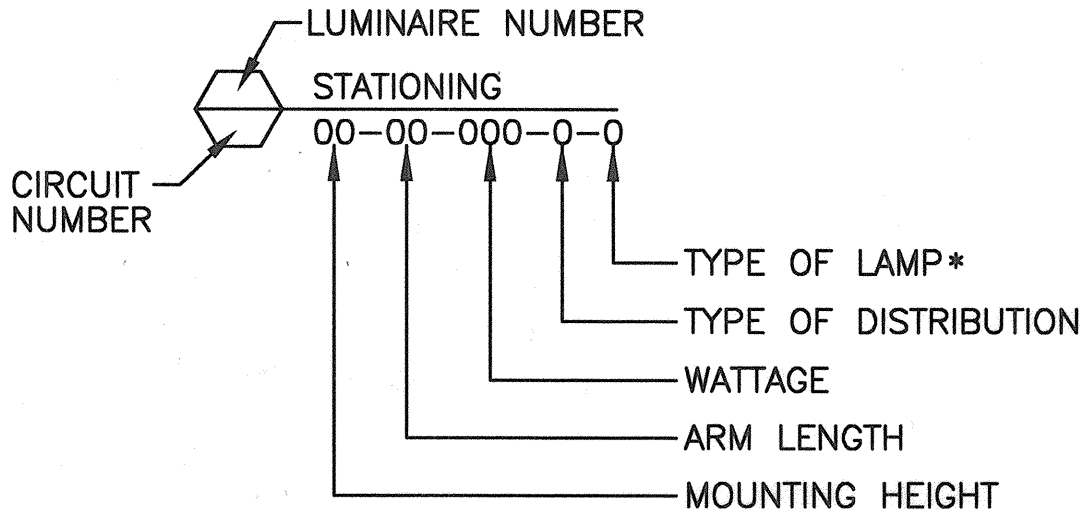 LUMINAIRE NUMBER
STATIONING
00-00-000-0-0
CIRCUIT
NUMBER
TYPE OF LAMP*
TYPE OF DISTRIBUTION
WATTAGE
ARM LENGTH
MOUNTING HEIGHT